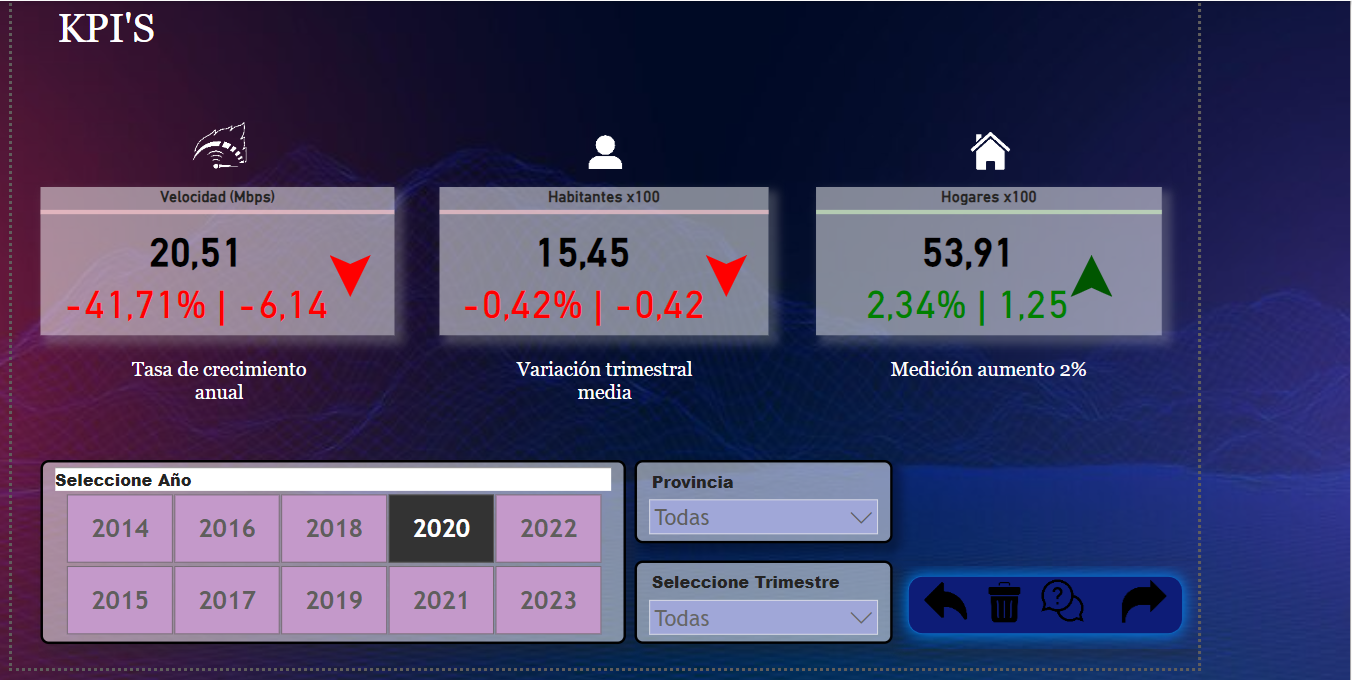 KPI'S
Velocidad (Mbps)
20,51
-41,71% | -6,14
Tasa de crecimiento
anual
Habitantes x100
15,45
-0,42% | -0,42
Variación trimestral
media
Hogares x100
53,91
2,34% | 1,25
Medición aumento 2%
Seleccione Año
2014 2016 2018 2020 2022
2015 2017 2019 2021 2023
Provincia
Todas
Seleccione Trimestre
Todas
?